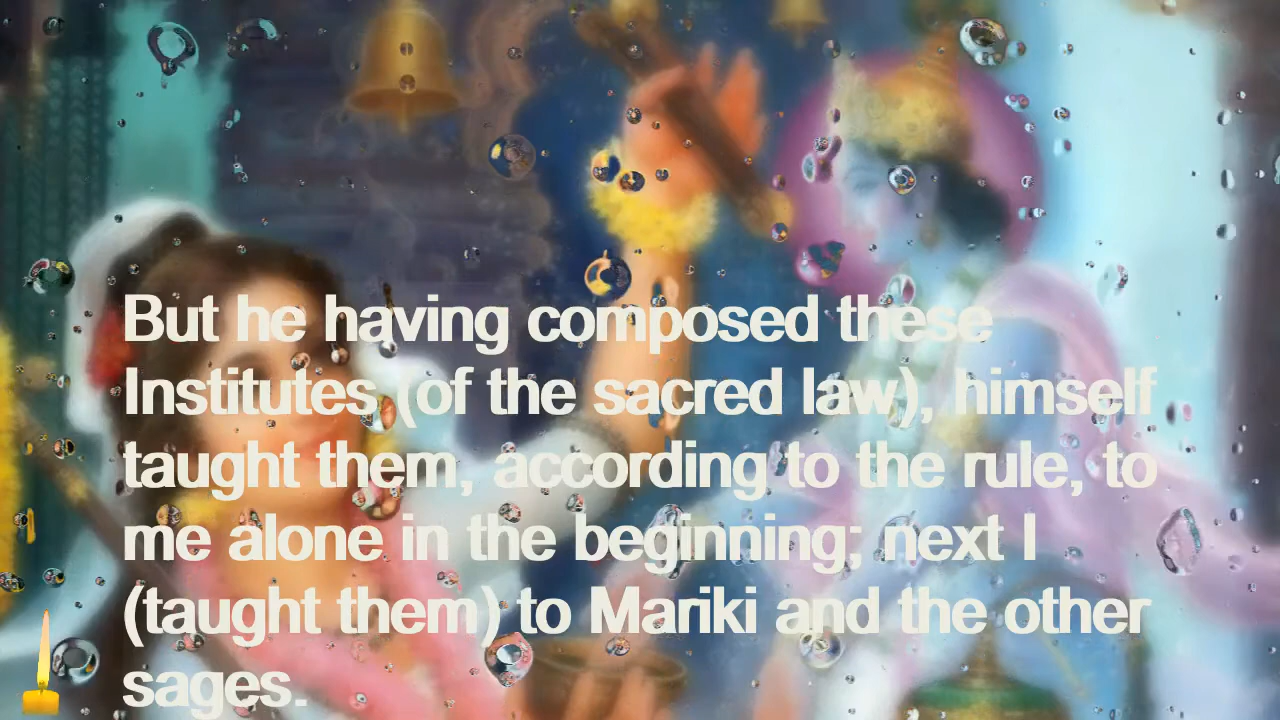 But he having composed these
Institutes (of the sacred law), himself
taught them, according to the rule, to
me alone in the beginning; next I
(taught them) to Mariki and the other
sages.